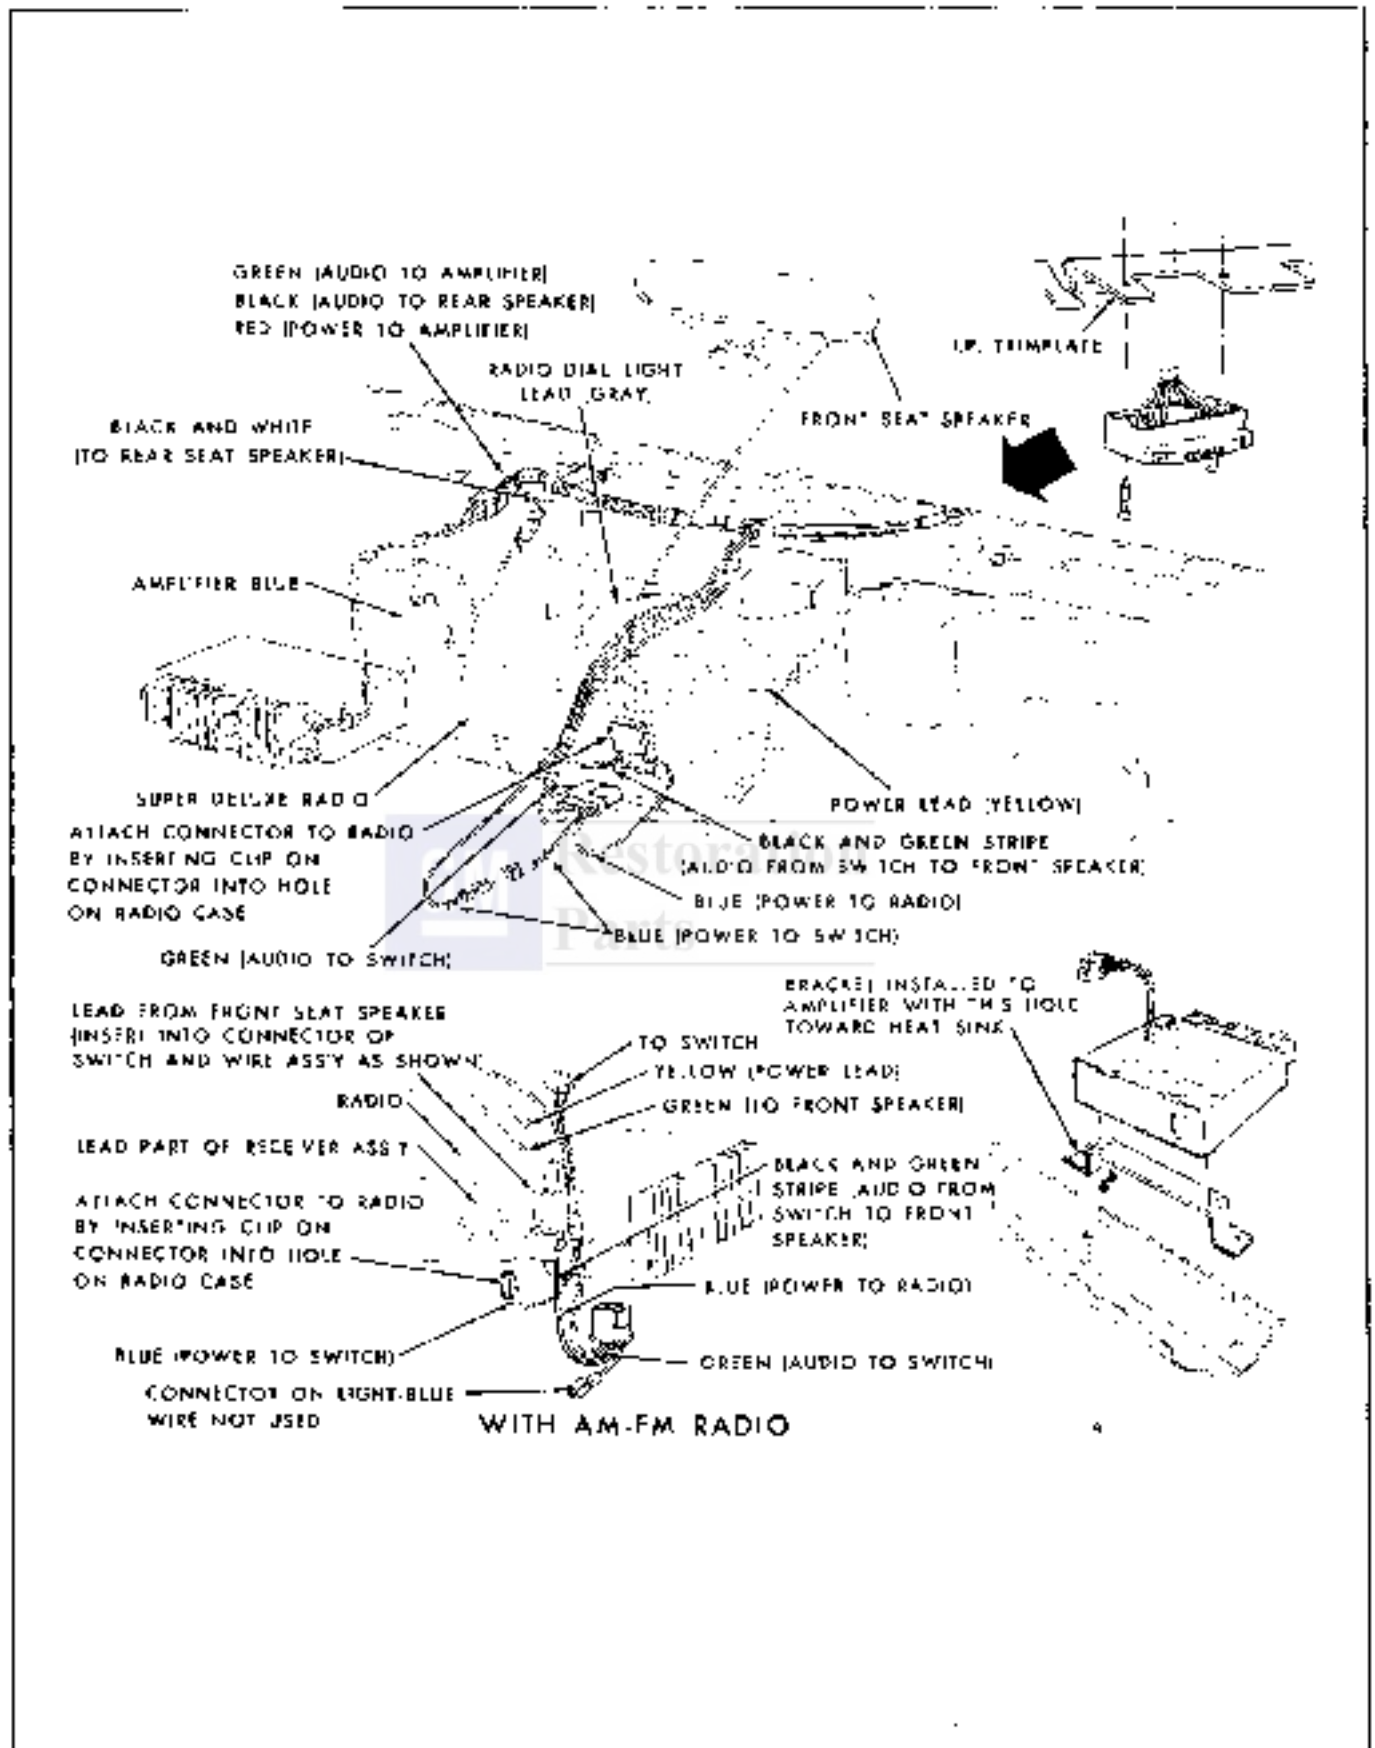 GREEN (AUDIO TO AMPLIFIER)
BLACK (AUDIO TO REAR SPEAKER)
RED (POWER TO AMPLIFIER)
RADIO DIAL LIGHT
LEAD (GRAY)
I.P. TRIMPLATE
FRONT SEAT SPEAKER
BLACK AND WHITE
(TO REAR SEAT SPEAKER)
AMPLIFIER BLUE
SUPER DELUXE RADIO
POWER LEAD (YELLOW)
ATTACH CONNECTOR TO RADIO
BY INSERTING CLIP ON
CONNECTOR INTO HOLE
ON RADIO CASE
BLACK AND GREEN STRIPE
(AUDIO FROM SWITCH TO FRONT SPEAKER)
BLUE (POWER TO RADIO)
BLUE (POWER TO SWITCH)
GREEN (AUDIO TO SWITCH)
GM
Restoration
Parts
LEAD FROM FRONT SEAT SPEAKER
(INSERT INTO CONNECTOR OF
SWITCH AND WIRE ASS'Y AS SHOWN)
RADIO
LEAD PART OF RECEIVER ASS'Y
ATTACH CONNECTOR TO RADIO
BY INSERTING CLIP ON
CONNECTOR INTO HOLE
ON RADIO CASE
BLUE (POWER TO SWITCH)
CONNECTOR ON LIGHT-BLUE
WIRE NOT USED
TO SWITCH
YELLOW (POWER LEAD)
GREEN (TO FRONT SPEAKER)
BLACK AND GREEN
STRIPE (AUDIO FROM
SWITCH TO FRONT
SPEAKER)
BLUE (POWER TO RADIO)
GREEN (AUDIO TO SWITCH)
BRACKET INSTALLED TO
AMPLIFIER WITH THIS HOLE
TOWARD HEAT SINK
WITH AM-FM RADIO